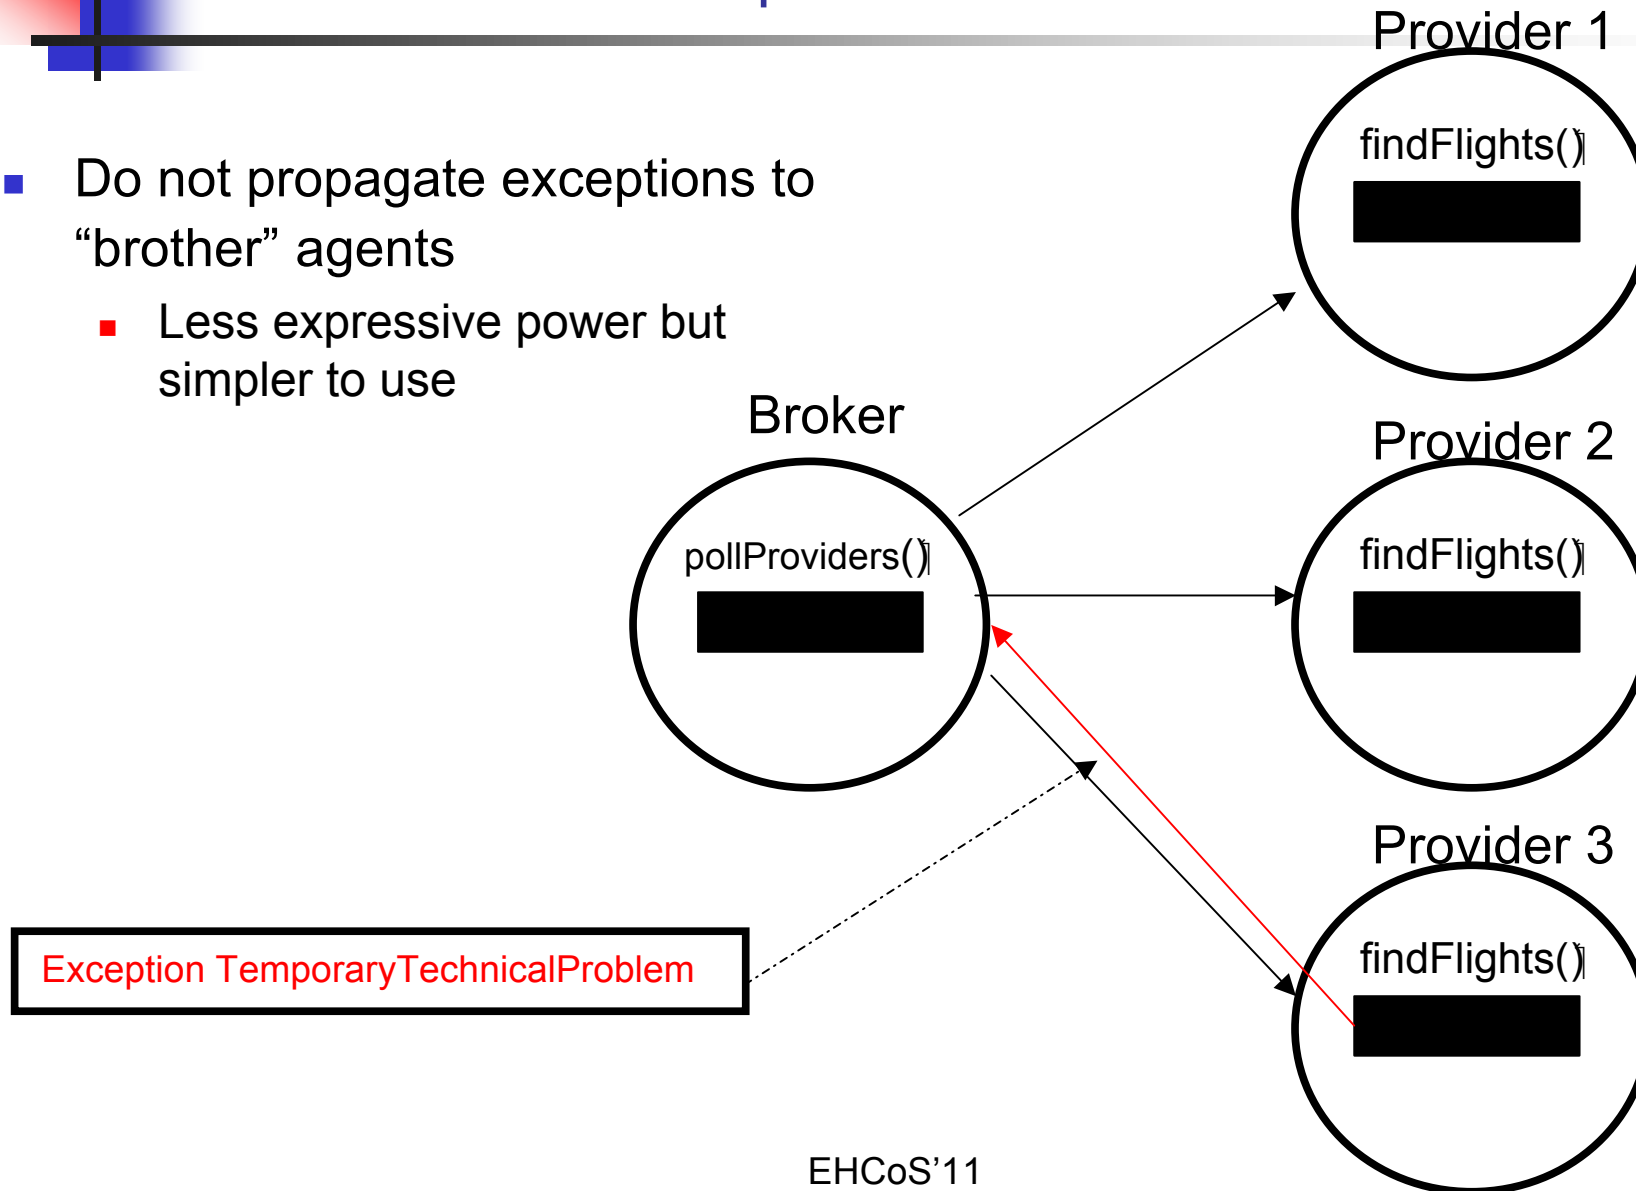 Provider 1
findFlights()
Do not propagate exceptions to
“brother” agents
Less expressive power but
simpler to use
Broker
pollProviders()
Provider 2
findFlights()
Provider 3
findFlights()
Exception TemporaryTechnicalProblem
EHCoS’11